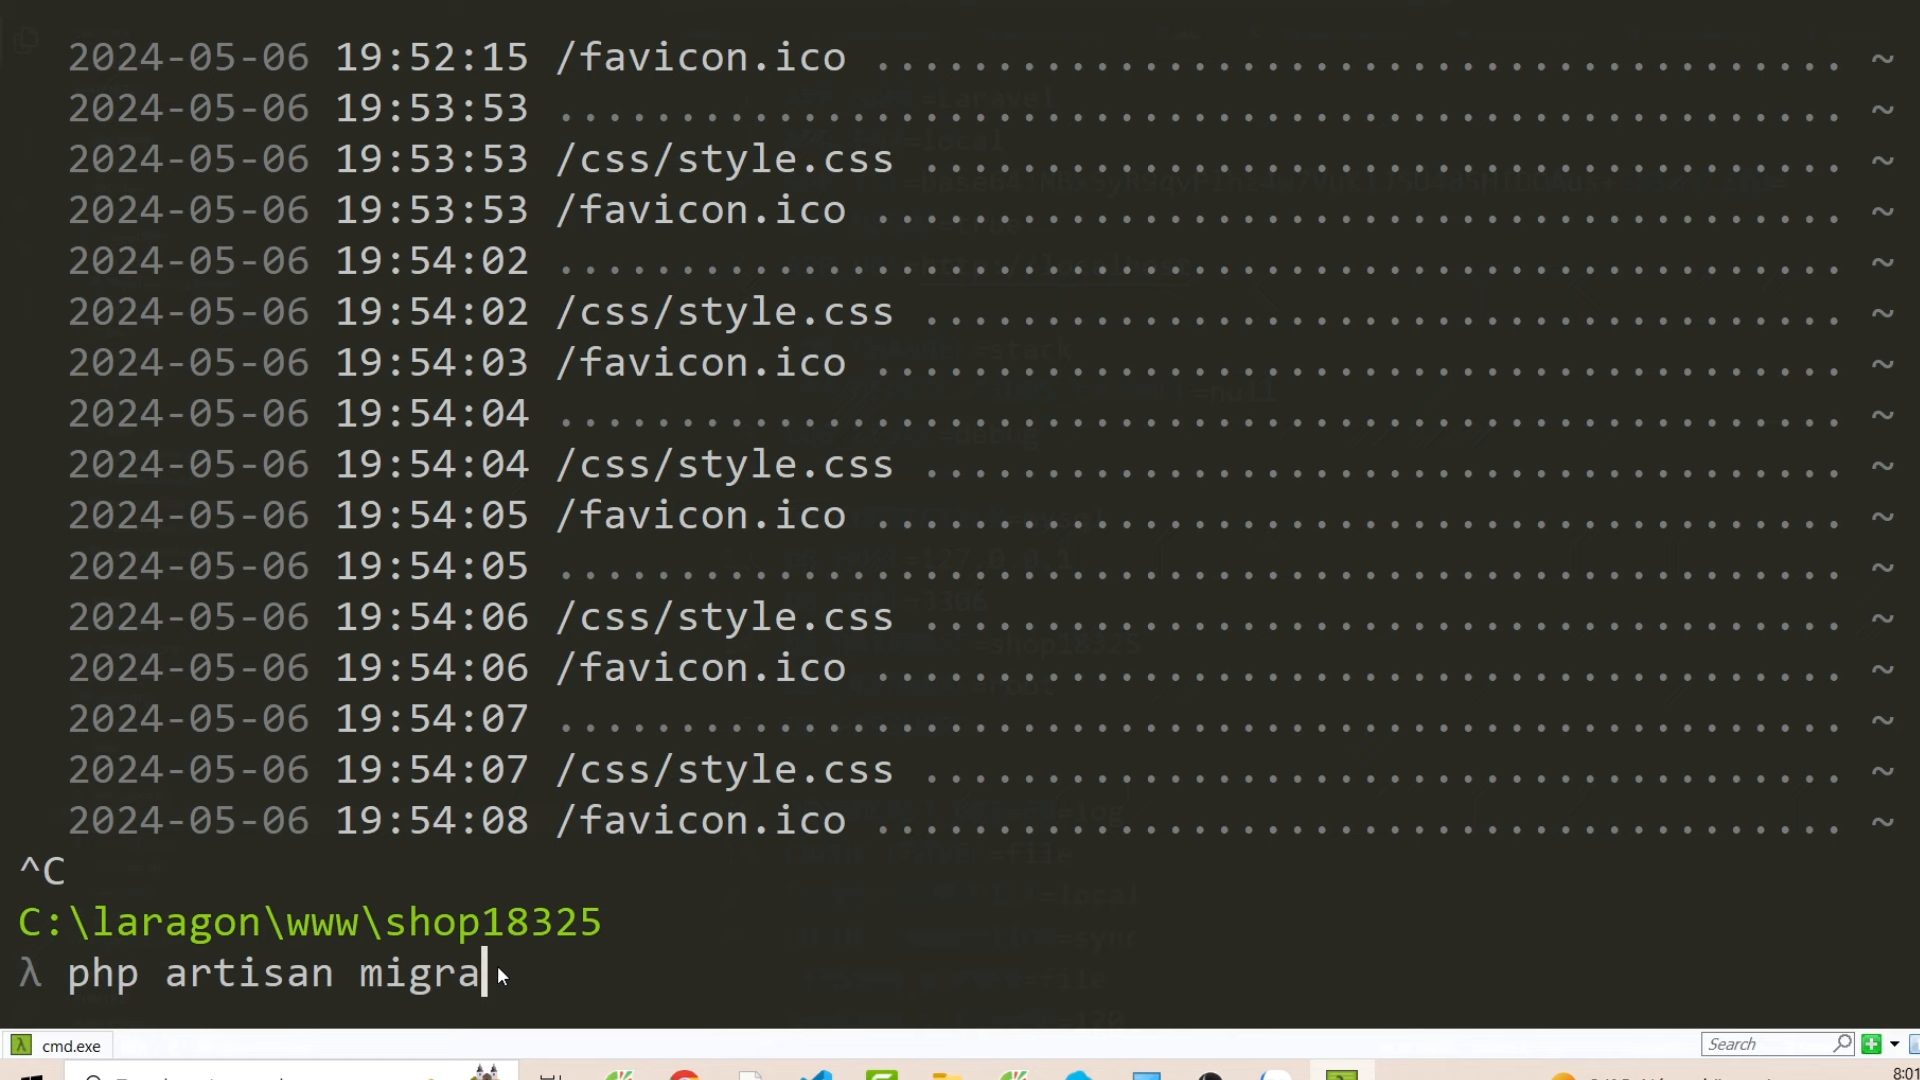 2024-05-06 19:52:15 /favicon.ico ........................................ ~
2024-05-06 19:53:53 ..................................................... ~
2024-05-06 19:53:53 /css/style.css ...................................... ~
2024-05-06 19:53:53 /favicon.ico ........................................ ~
2024-05-06 19:54:02 ..................................................... ~
2024-05-06 19:54:02 /css/style.css ...................................... ~
2024-05-06 19:54:03 /favicon.ico ........................................ ~
2024-05-06 19:54:04 ..................................................... ~
2024-05-06 19:54:04 /css/style.css ...................................... ~
2024-05-06 19:54:05 /favicon.ico ........................................ ~
2024-05-06 19:54:05 ..................................................... ~
2024-05-06 19:54:06 /css/style.css ...................................... ~
2024-05-06 19:54:06 /favicon.ico ........................................ ~
2024-05-06 19:54:07 ..................................................... ~
2024-05-06 19:54:07 /css/style.css ...................................... ~
2024-05-06 19:54:08 /favicon.ico ........................................ ~
^C
C:\laragon\www\shop18325
λ php artisan migra
λ cmd.exe
Search